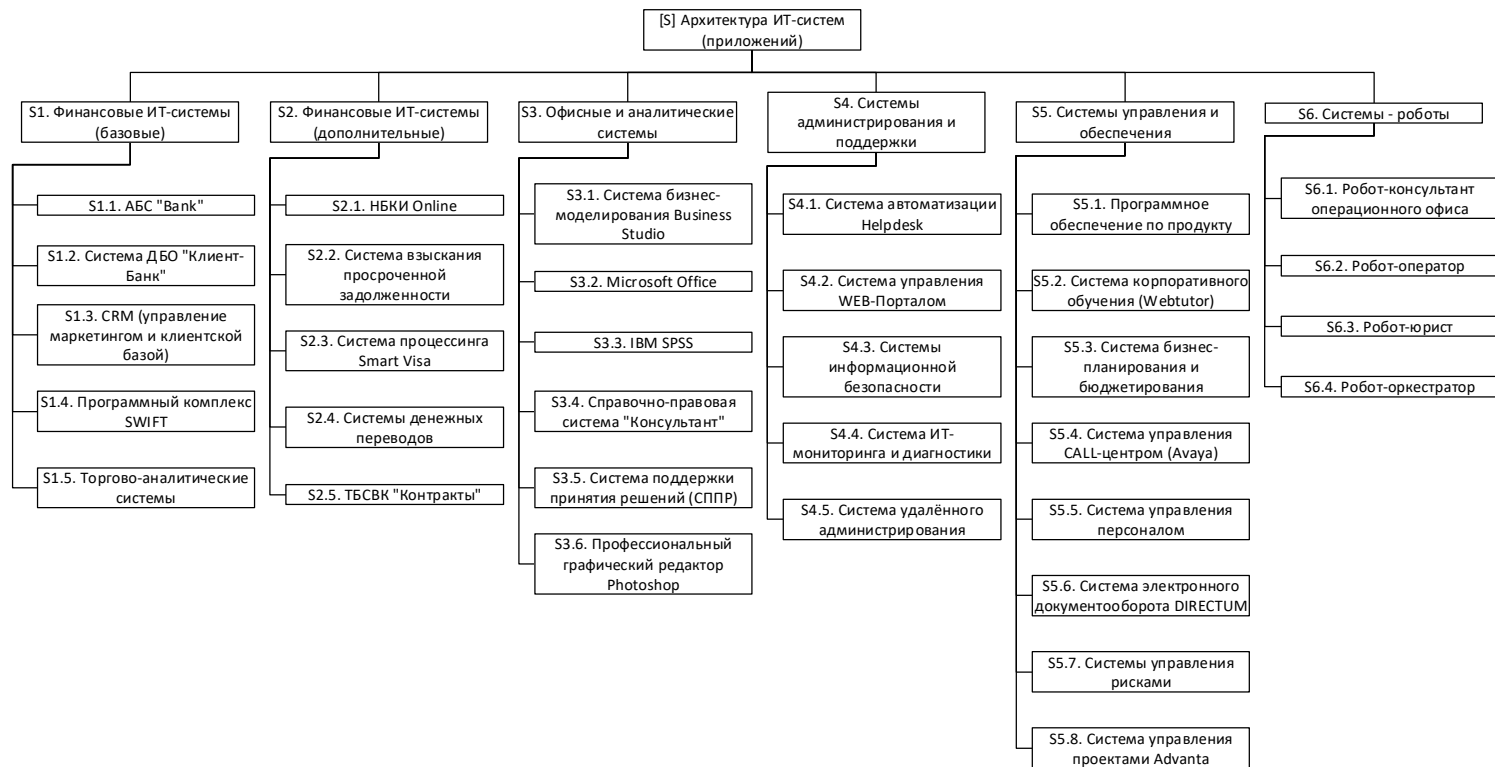 [S] Архитектура ИТ-систем
(приложений)
S1. Финансовые ИТ-системы
(базовые)
S1.1. АБС "Bank"
S1.2. Система ДБО "Клиент-
Банк"
S1.3. CRM (управление
маркетингом и клиентской
базой)
S1.4. Программный комплекс
SWIFT
S1.5. Торгово-аналитические
системы
S2. Финансовые ИТ-системы
(дополнительные)
S2.1. НБКИ Online
S2.2. Система взыскания
просроченной
задолженности
S2.3. Система процессинга
Smart Visa
S2.4. Системы денежных
переводов
S2.5. ТБСВК "Контракты"
S3. Офисные и аналитические
системы
S3.1. Система бизнес-
моделирования Business
Studio
S3.2. Microsoft Office
S3.3. IBM SPSS
S3.4. Справочно-правовая
система "Консультант"
S3.5. Система поддержки
принятия решений (СППР)
S3.6. Профессиональный
графический редактор
Photoshop
S4. Системы
администрирования и
поддержки
S4.1. Система автоматизации
Helpdesk
S4.2. Система управления
WEB-Порталом
S4.3. Системы
информационной
безопасности
S4.4. Система ИТ-
мониторинга и диагностики
S4.5. Система удалённого
администрирования
S5. Системы управления и
обеспечения
S5.1. Программное
обеспечение по продукту
S5.2. Система корпоративного
обучения (Webtutor)
S5.3. Система бизнес-
планирования и
бюджетирования
S5.4. Система управления
CALL-центром (Avaya)
S5.5. Система управления
персоналом
S5.6. Система электронного
документооборота DIRECTUM
S5.7. Системы управления
рисками
S5.8. Система управления
проектами Advanta
S6. Системы - роботы
S6.1. Робот-консультант
операционного офиса
S6.2. Робот-оператор
S6.3. Робот-юрист
S6.4. Робот-оркестратор